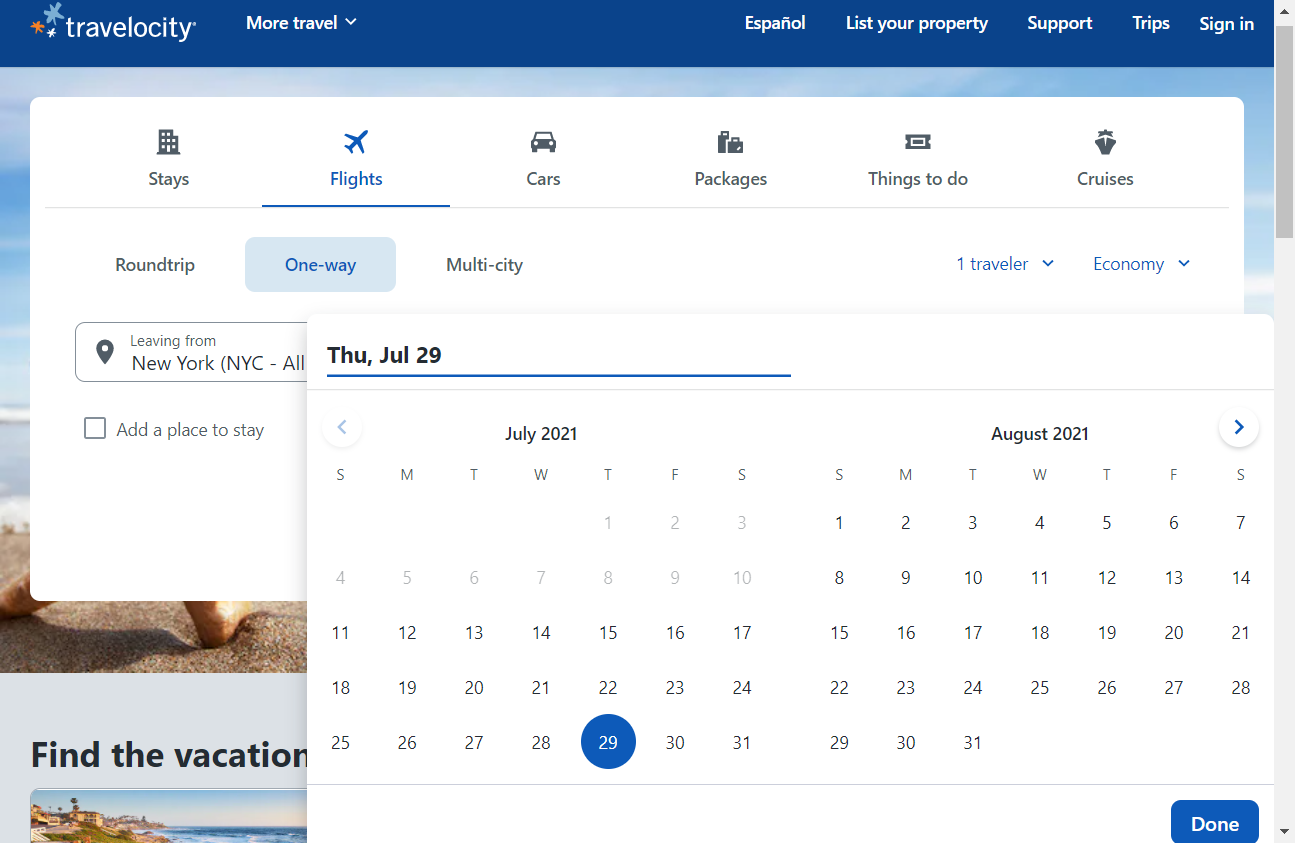 travelocity
More travel
Español
List your property
Support
Trips
Sign in
Stays
Flights
Cars
Packages
Things to do
Cruises
Roundtrip
One-way
Multi-city
1 traveler
Economy
Leaving from
New York (NYC - All
Add a place to stay
Thu, Jul 29
July 2021
S M T W T F S
1 2 3
4 5 6 7 8 9 10
11 12 13 14 15 16 17
18 19 20 21 22 23 24
25 26 27 28 29 30 31
August 2021
S M T W T F S
1 2 3 4 5 6 7
8 9 10 11 12 13 14
15 16 17 18 19 20 21
22 23 24 25 26 27 28
29 30 31
Done
Find the vacation